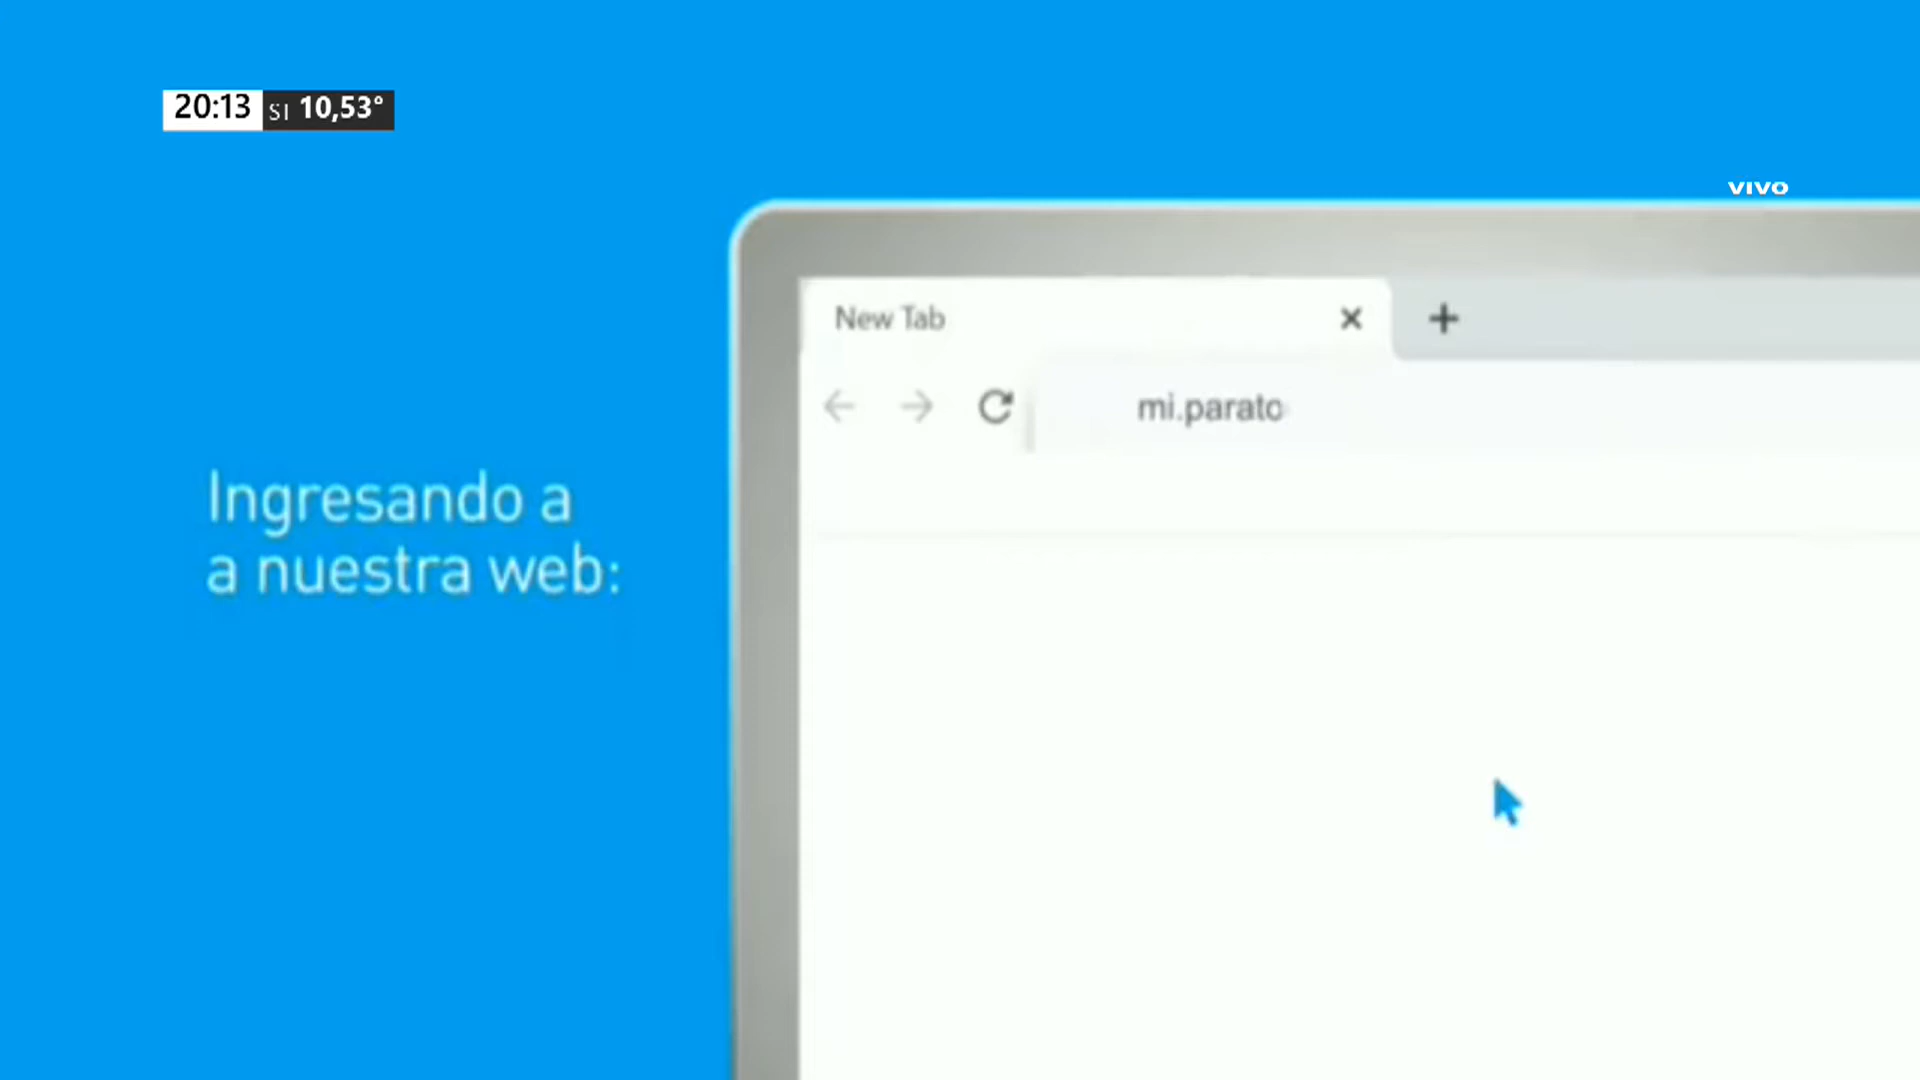 20:13 SI 10,53°
VIVO
New Tab
mi.parato
Ingresando a
a nuestra web: